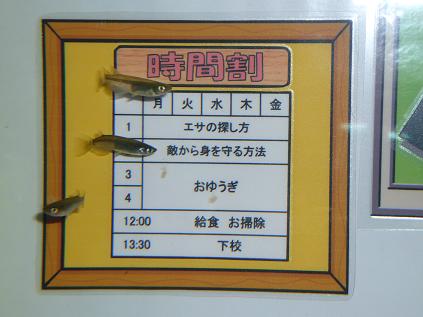 時間割
月 火 水 木 金
1 エサの探し方
敵から身を守る方法
3
おゆうぎ
4
12:00 給食 お掃除
13:30 下校